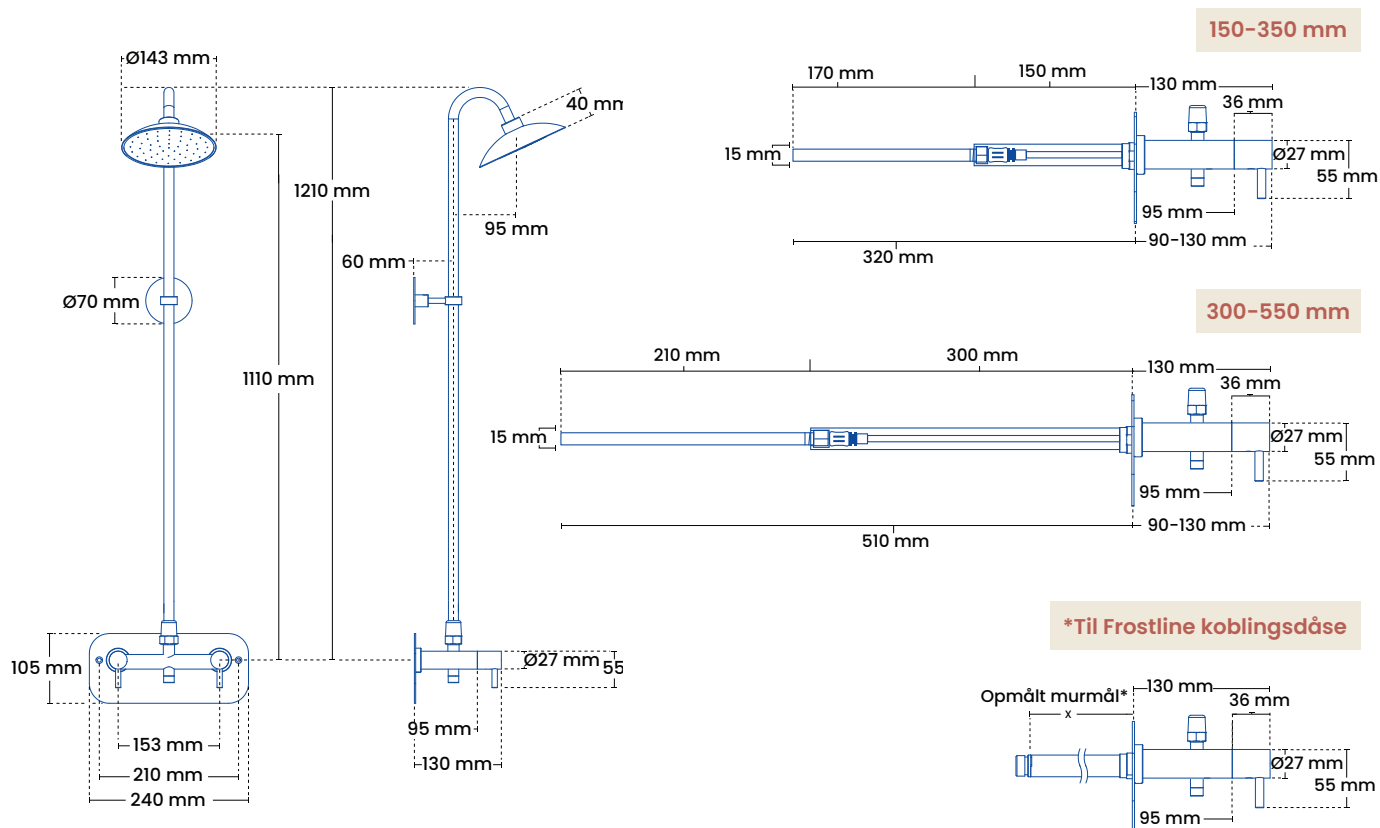 Ø143 mm
1210 mm
Ø70 mm
1110 mm
105 mm
153 mm
210 mm
240 mm
40 mm
95 mm
60 mm
Ø27 mm
55
95 mm
130 mm
150-350 mm
170 mm
150 mm
130 mm
36 mm
15 mm
Ø27 mm
55 mm
95 mm
90-130 mm
320 mm
300-550 mm
210 mm
300 mm
130 mm
36 mm
15 mm
Ø27 mm
55 mm
95 mm
90-130 mm
510 mm
*Til Frostline koblingsdåse
Opmålt murmål*
x
130 mm
36 mm
Ø27 mm
55 mm
95 mm